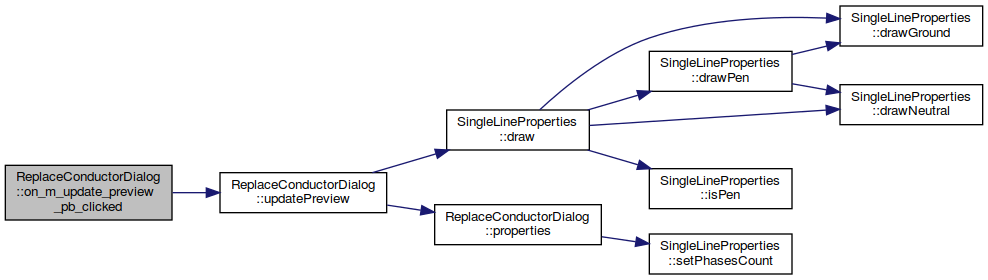 ReplaceConductorDialog
::on_m_update_preview
_pb_clicked
ReplaceConductorDialog
::updatePreview
SingleLineProperties
::draw
ReplaceConductorDialog
::properties
SingleLineProperties
::drawPen
SingleLineProperties
::isPen
SingleLineProperties
::setPhasesCount
SingleLineProperties
::drawGround
SingleLineProperties
::drawNeutral